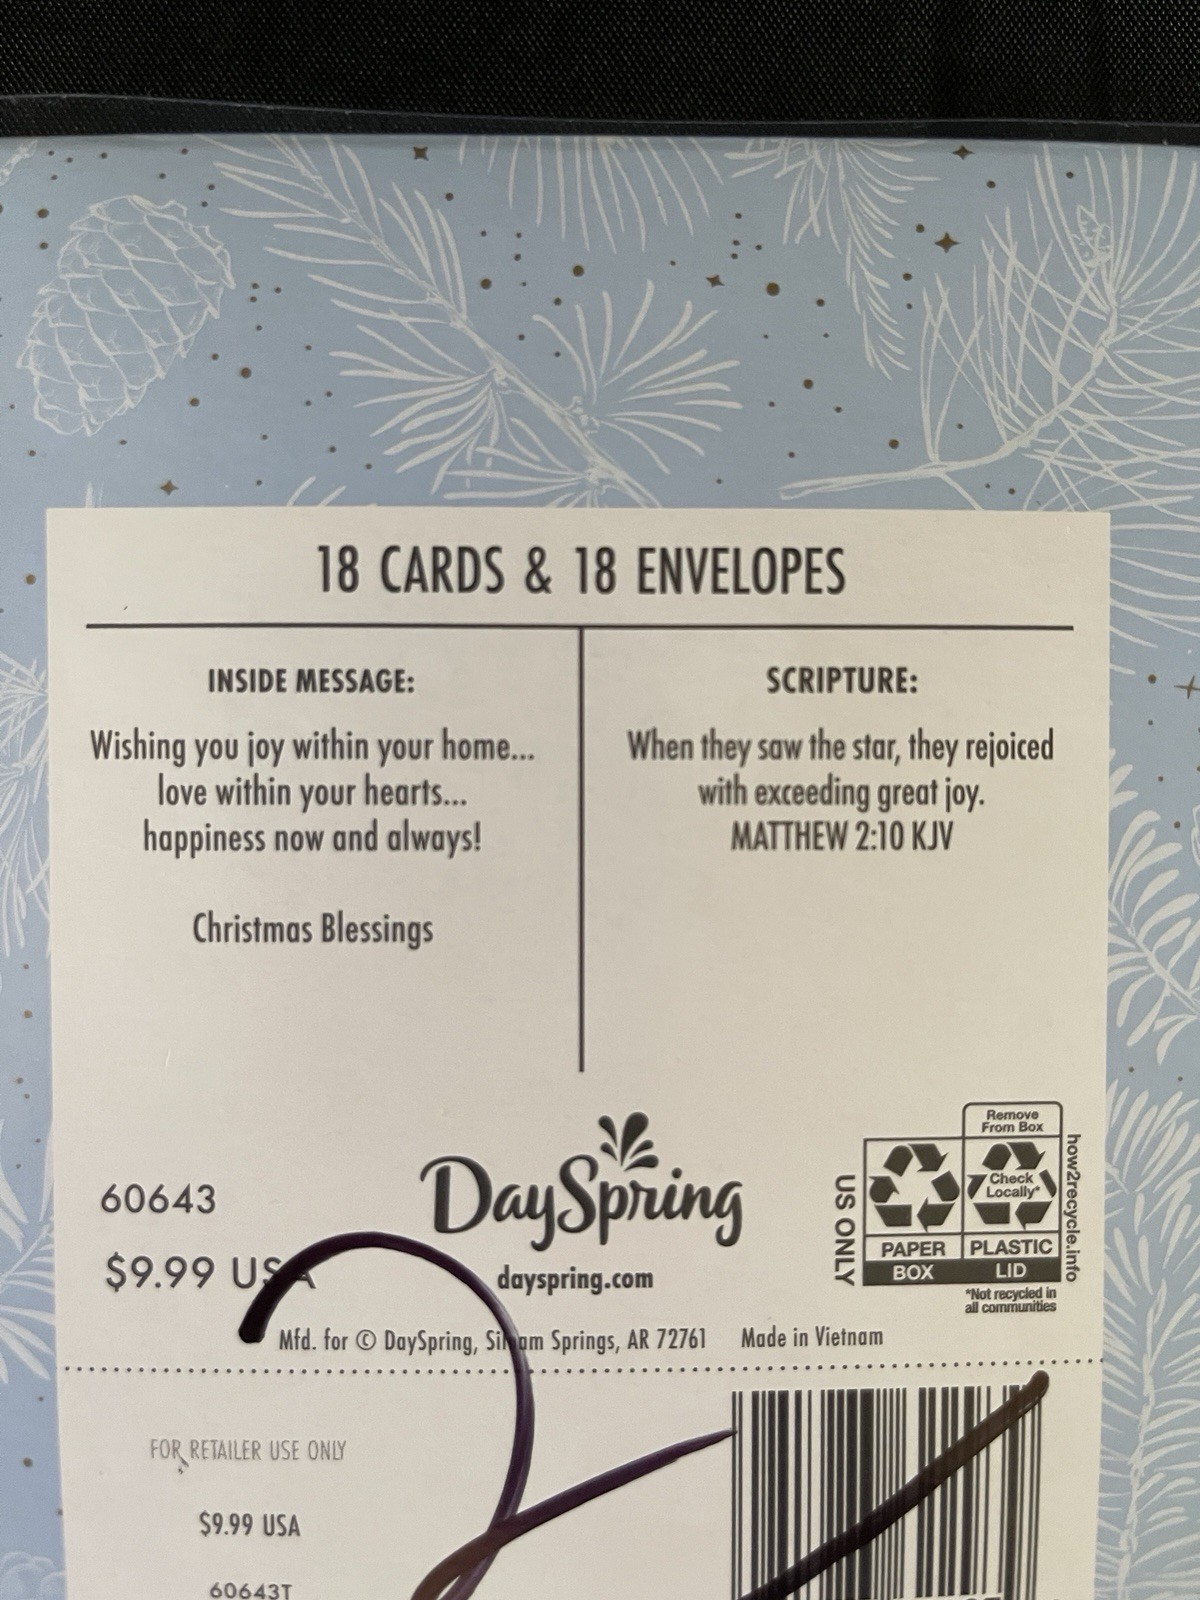 18 CARDS & 18 ENVELOPES
INSIDE MESSAGE:
Wishing you joy within your home...
love within your hearts...
happiness now and always!
Christmas Blessings
SCRIPTURE:
When they saw the star, they rejoiced
with exceeding great joy.
MATTHEW 2:10 KJV
60643
$9.99 USA
DaySpring
dayspring.com
US ONLY
Remove
From Box
Check
Locally*
PAPER
PLASTIC
BOX
LID
*Not recycled in
all communities
how2recycle.info
Mfd. for © DaySpring, Siloam Springs, AR 72761 Made in Vietnam
FOR RETAILER USE ONLY
$9.99 USA
60643T